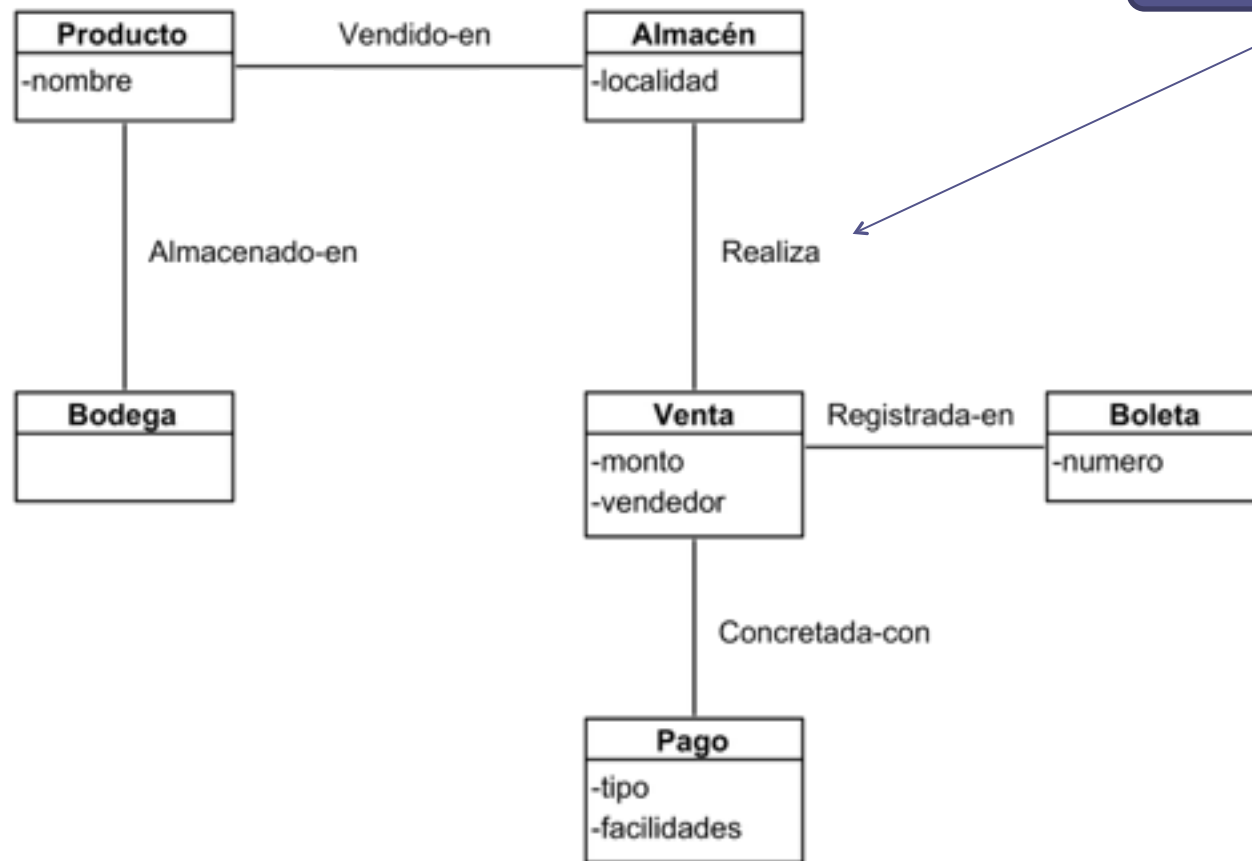 Producto
Vendido-en
Almacén
-nombre
-localidad
Almacenado-en
Realiza
Bodega
Venta
Registrada-en
Boleta
-monto
-vendedor
-numero
Concretada-con
Pago
-tipo
-facilidades